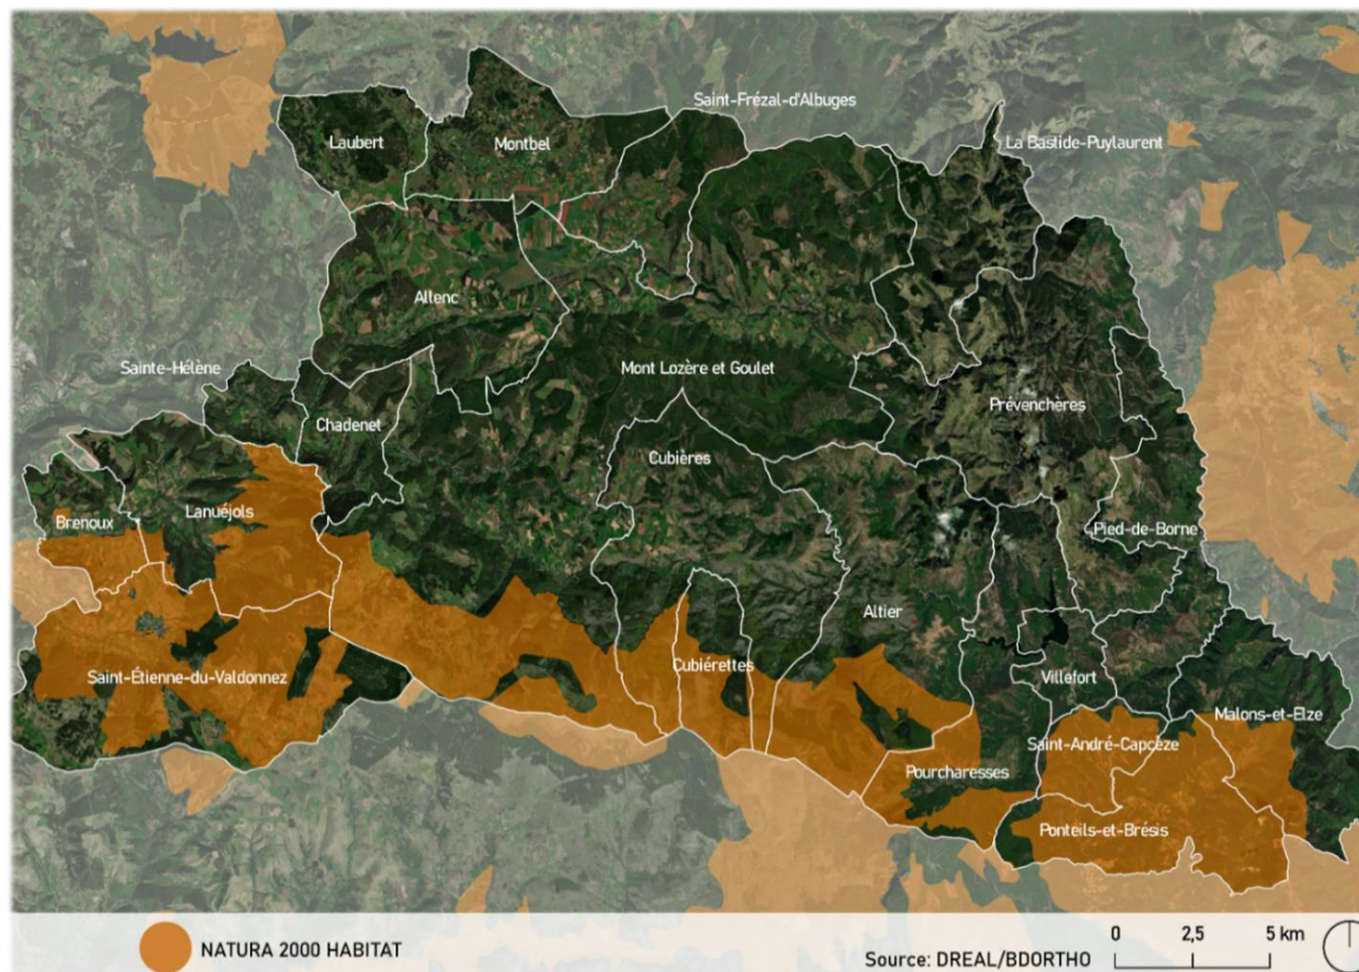 Saint-Frézal-d'Albuges
Laubert
Montbel
La Bastide-Puylaurent
Allenc
Sainte-Hélène
Mont Lozère et Goulet
Chadenet
Prévenchères
Cubières
Lanuéjols
Brenoux
Pied-de-Borne
Altier
Cubiérettes
Saint-Étienne-du-Valdonnez
Villefort
Malons-et-Elze
Saint-André-Capcèze
Pourcharesses
Ponteils-et-Brésis
NATURA 2000 HABITAT
Source: DREAL/BDORTHO
0 2,5 5 km